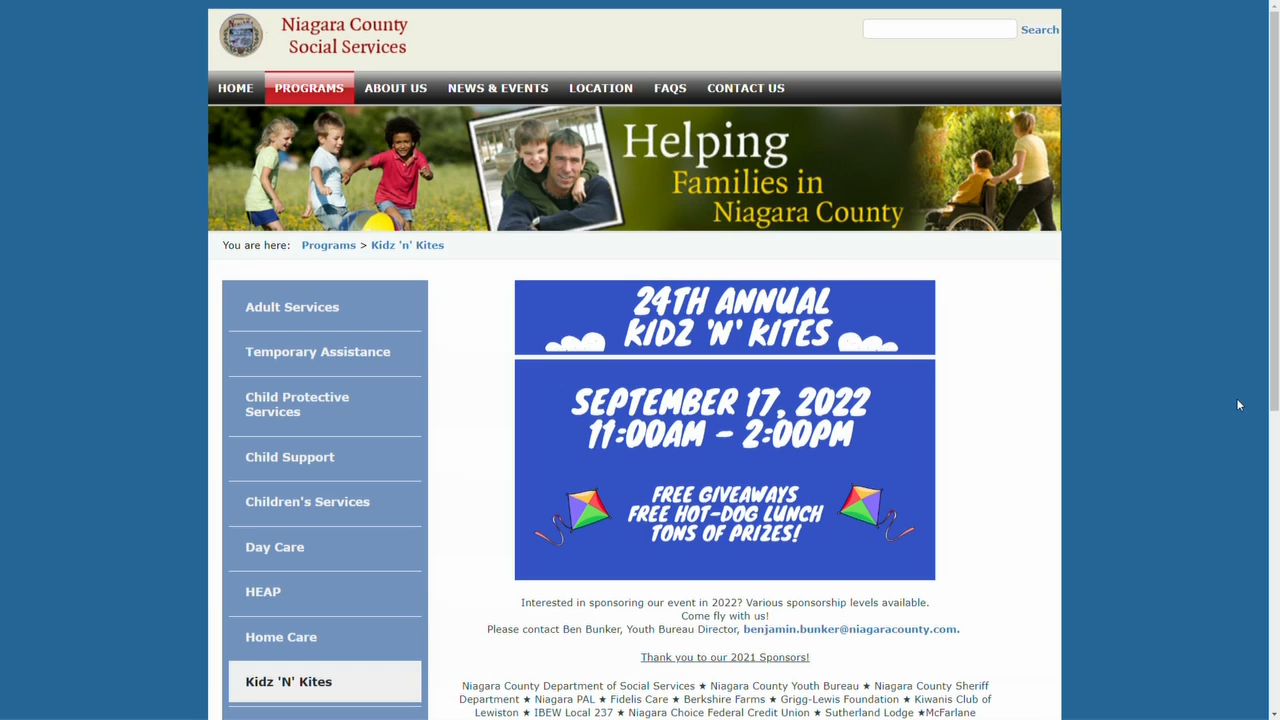 Niagara County
Social Services
Search
HOME
PROGRAMS
ABOUT US
NEWS & EVENTS
LOCATION
FAQS
CONTACT US
Helping
Families in
Niagara County
You are here: Programs > Kidz 'n' Kites
Adult Services
Temporary Assistance
Child Protective
Services
Child Support
Children's Services
Day Care
HEAP
Home Care
Kidz 'N' Kites
24TH ANNUAL
KIDZ 'N' KITES
SEPTEMBER 17, 2022
11:00AM - 2:00PM
FREE GIVEAWAYS
FREE HOT-DOG LUNCH
TONS OF PRIZES!
Interested in sponsoring our event in 2022? Various sponsorship levels available.
Come fly with us!
Please contact Ben Bunker, Youth Bureau Director, benjamin.bunker@niagaracounty.com.
Thank you to our 2021 Sponsors!
Niagara County Department of Social Services ★ Niagara County Youth Bureau ★ Niagara County Sheriff
Department ★ Niagara PAL ★ Fidelis Care ★ Berkshire Farms ★ Grigg-Lewis Foundation ★ Kiwanis Club of
Lewiston ★ IBEW Local 237 ★ Niagara Choice Federal Credit Union ★ Sutherland Lodge ★McFarlane